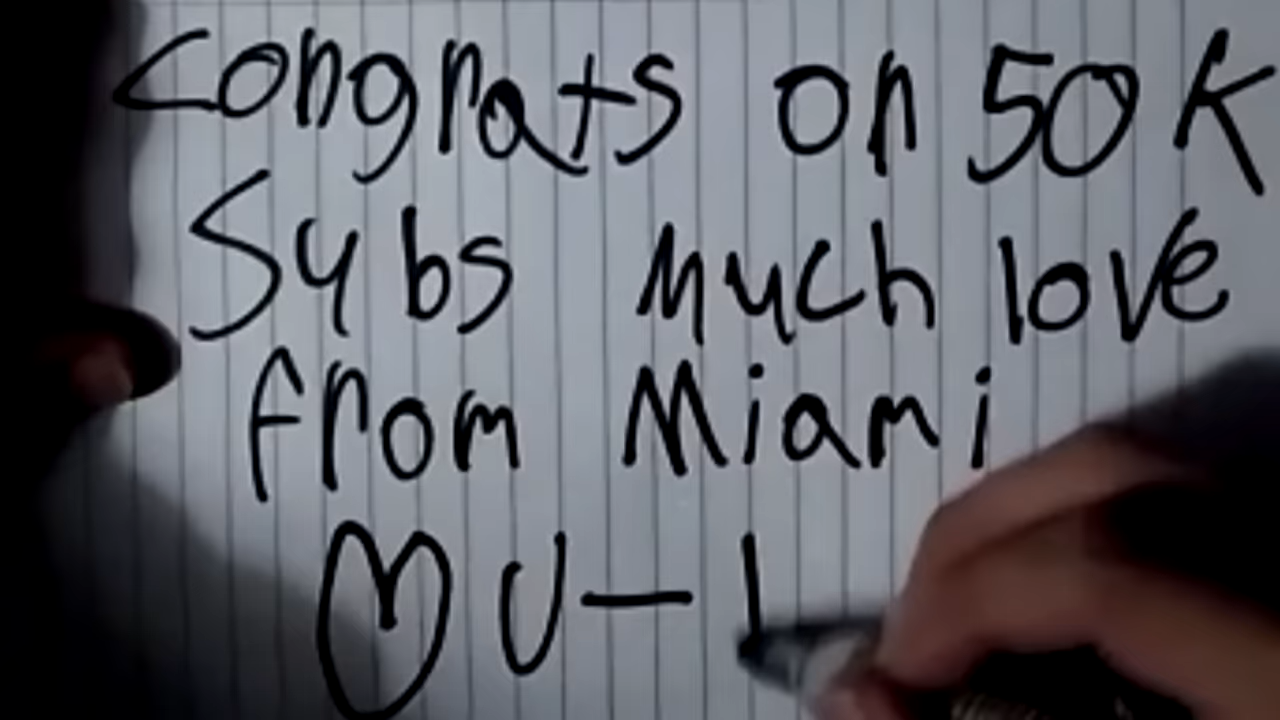 Congrats on 50K
Subs Much love
from Miami
♡ U—